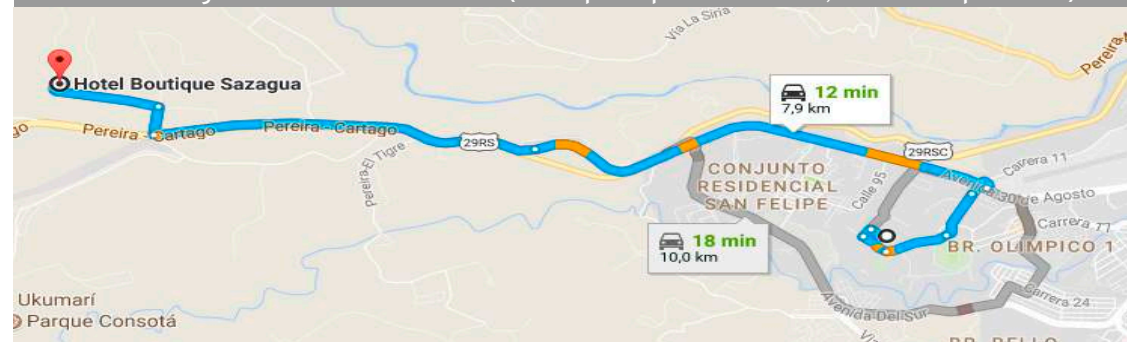 Vía La Siria
Pereira
Hotel Boutique Sazagua
12 min
7,9 km
Pereira - Cartago
Pereira - Cartago
29RS
29RSC
Carrera 11
Pereira-El Tigre
CONJUNTO
RESIDENCIAL
SAN FELIPE
Calle 95
Avenida 30 de Agosto
Carrera 11
18 min
10,0 km
BR. OLIMPICO 1
Ukumarí
Parque Consotá
Avenida Del Sur
Carrera 24